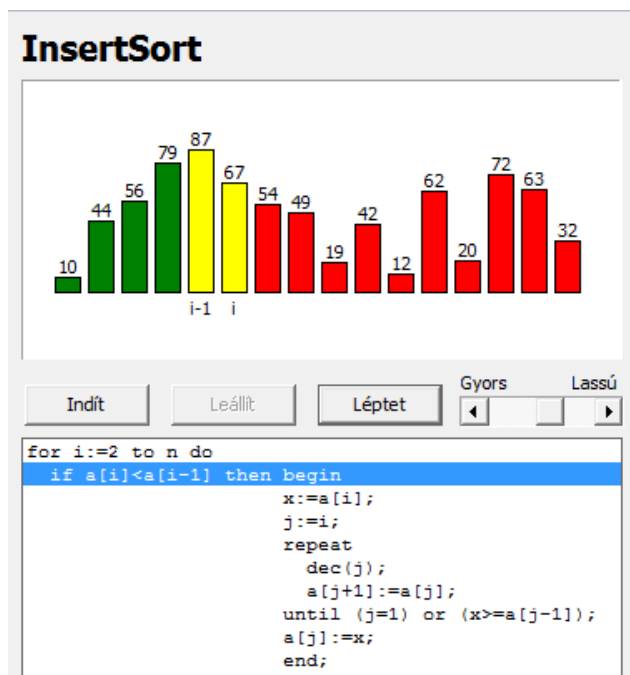 InsertSort
10 44 56 79 87 67 54 49 19 42 12 62 20 72 63 32
i-1 i
Indít Leállít Léptet Gyors Lassú
for i:=2 to n do
if a[i]<a[i-1] then begin
x:=a[i];
j:=i;
repeat
dec(j);
a[j+1]:=a[j];
until (j=1) or (x>=a[j-1]);
a[j]:=x;
end;